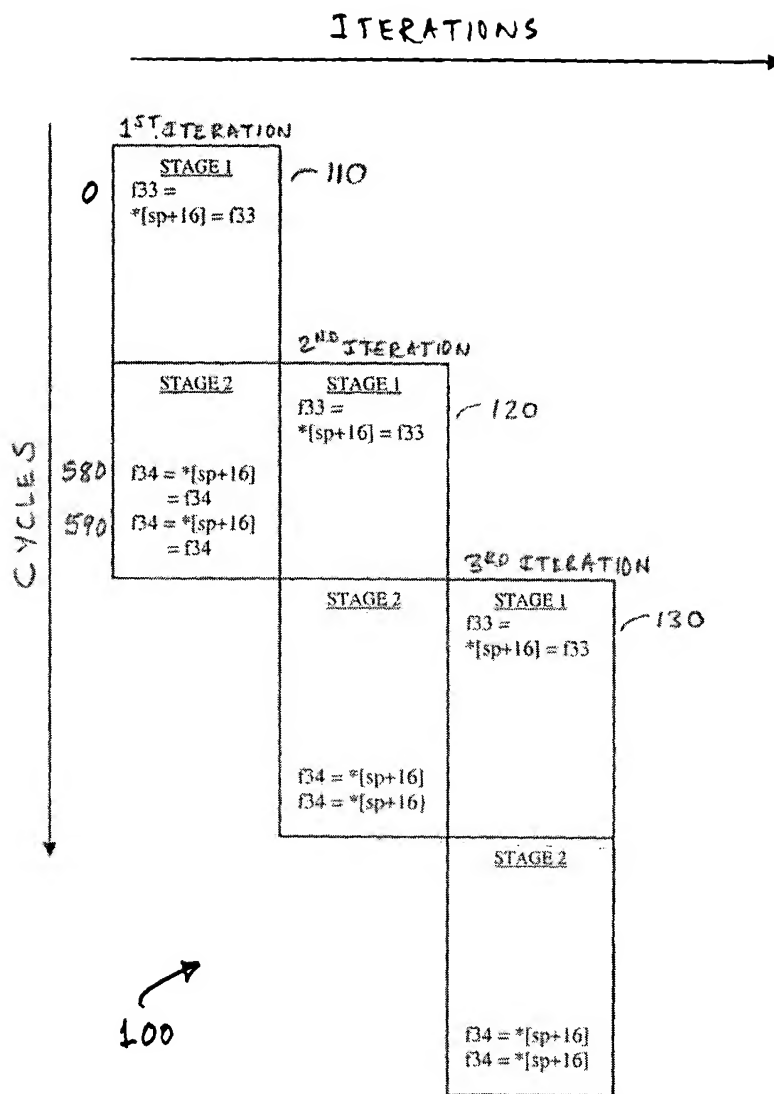 ITERATIONS
1ST ITERATION
STAGE 1
110
0
f33 =
*[sp+16] = f33
2ND ITERATION
STAGE 2
STAGE 1
f33 =
120
*[sp+16] = f33
CYCLES
580
f34 = *[sp+16]
= f34
590
f34 = *[sp+16]
= f34
3RD ITERATION
STAGE 2
STAGE 1
f33 =
130
*[sp+16] = f33
f34 = *[sp+16]
f34 = *[sp+16]
STAGE 2
100
f34 = *[sp+16]
f34 = *[sp+16]